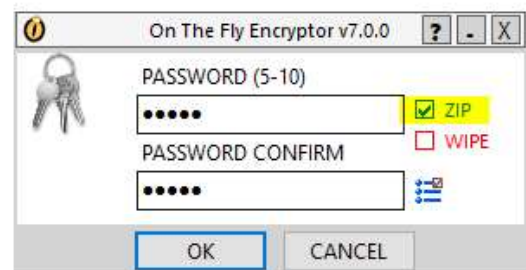 On The Fly Encryptor v7.0.0 ? - X
PASSWORD (5-10)
●●●●●
ZIP
WIPE
PASSWORD CONFIRM
●●●●●
OK CANCEL